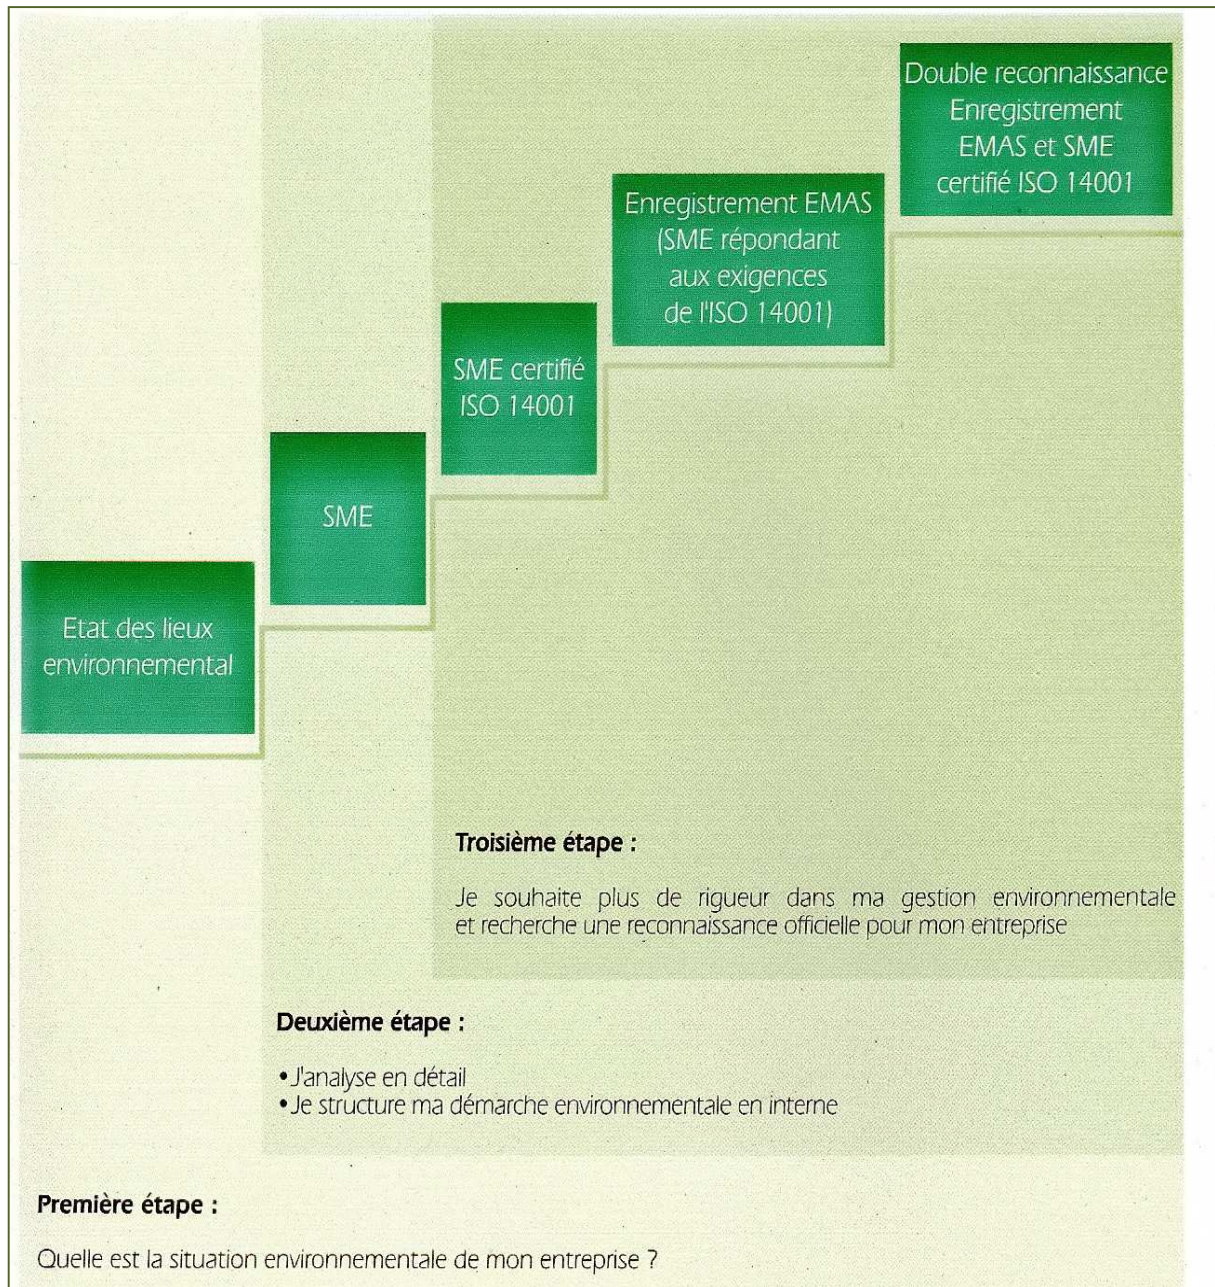 Double reconnaissance
Enregistrement
EMAS et SME
certifié ISO 14001
Enregistrement EMAS
(SME répondant
aux exigences
de l'ISO 14001)
SME certifié
ISO 14001
SME
Etat des lieux
environnemental
Troisième étape :
Je souhaite plus de rigueur dans ma gestion environnementale
et recherche une reconnaissance officielle pour mon entreprise
Deuxième étape :
•J'analyse en détail
•Je structure ma démarche environnementale en interne
Première étape :
Quelle est la situation environnementale de mon entreprise ?